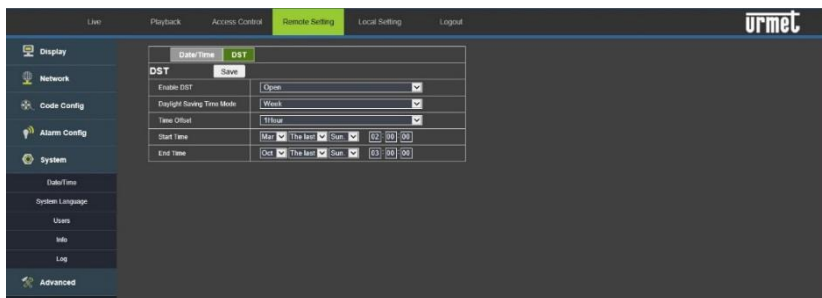 Live Playback Access Control Remote Setting Local Setting Logout urmet
Display
Network
Code Config
Alarm Config
System
Date/Time
System Language
Users
Info
Log
Advanced
Date/Time DST
DST Save
Enable DST Open
Daylight Saving Time Mode Week
Time Offset 1Hour
Start Time Mar The last Sun. 02 00 00
End Time Oct The last Sun. 03 00 00